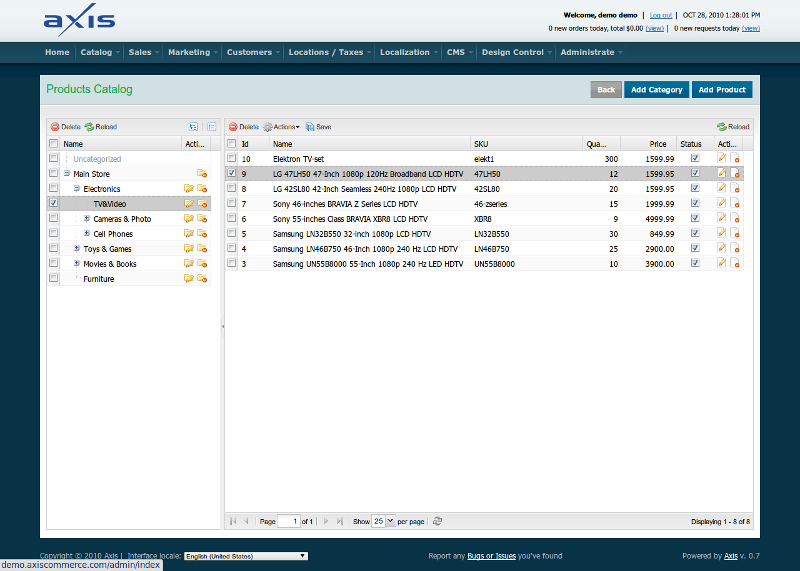 axis
Welcome, demo demo | Log out | OCT 28, 2010 1:28:01 PM
0 new orders today, total $0.00 (view) | 0 new requests today (view)
Home Catalog Sales Marketing Customers Locations / Taxes Localization CMS Design Control Administrate
Products Catalog Back Add Category Add Product
Delete Reload Delete Actions Save Reload
Name Acti... Id Name SKU Qua... Price Status Acti...
Uncategorized 10 Elektron TV-set elekt1 300 1599.99
Main Store 9 LG 47LH50 47-Inch 1080p 120Hz Broadband LCD HDTV 47LH50 12 1599.95
Electronics 8 LG 42SL80 42-Inch Seamless 240Hz 1080p LCD HDTV 42SL80 20 1599.95
TV&Video 7 Sony 46-inches BRAVIA Z Series LCD HDTV 46-zseries 15 1999.99
Cameras & Photo 6 Sony 55-inches Class BRAVIA XBR8 LCD HDTV XBR8 9 4999.99
Cell Phones 5 Samsung LN32B550 32-inch 1080p LCD HDTV LN32B550 30 849.99
Toys & Games 4 Samsung LN46B750 46-Inch 1080p 240 Hz LCD HDTV LN46B750 25 2900.00
Movies & Books 3 Samsung UN55B8000 55-Inch 1080p 240 Hz LED HDTV UN55B8000 10 3900.00
Furniture
Page 1 of 1 Show 25 per page Displaying 1 - 8 of 8
Copyright © 2010 Axis | Interface locale: English (United States) Report any Bugs or Issues you've found Powered by Axis v. 0.7
demo.axiscommerce.com/admin/index